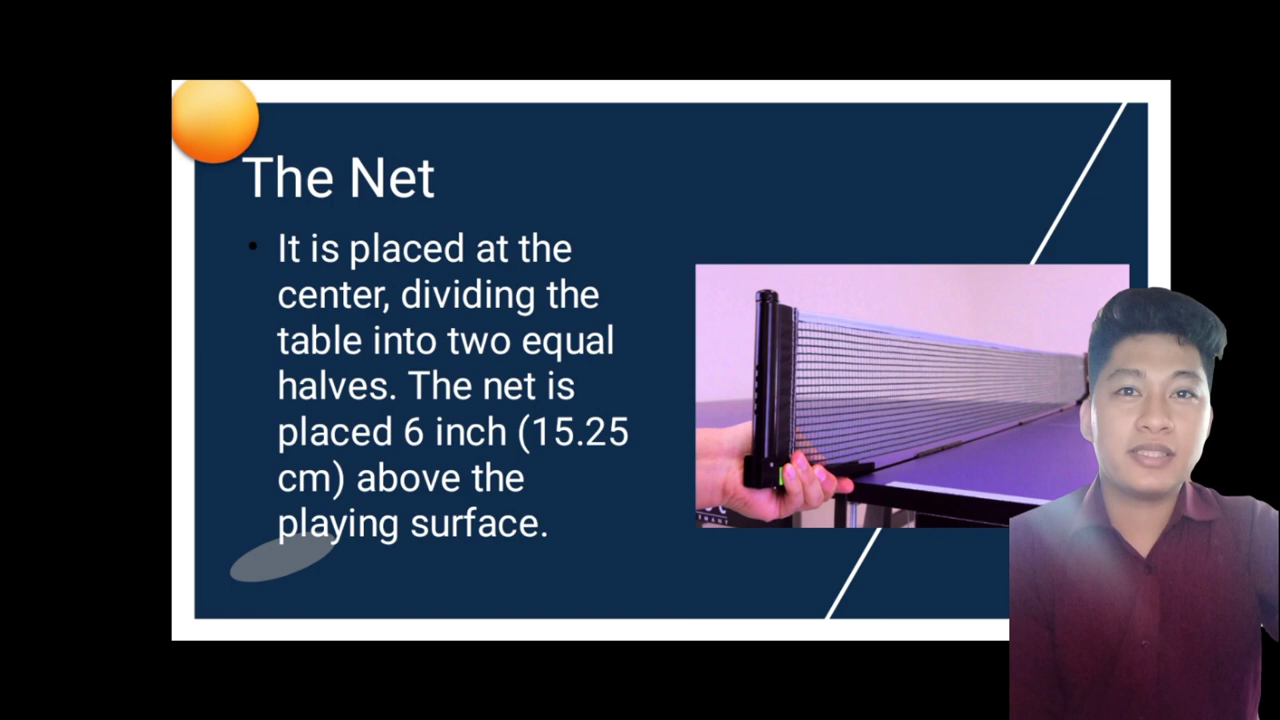 The Net
• It is placed at the
center, dividing the
table into two equal
halves. The net is
placed 6 inch (15.25
cm) above the
playing surface.